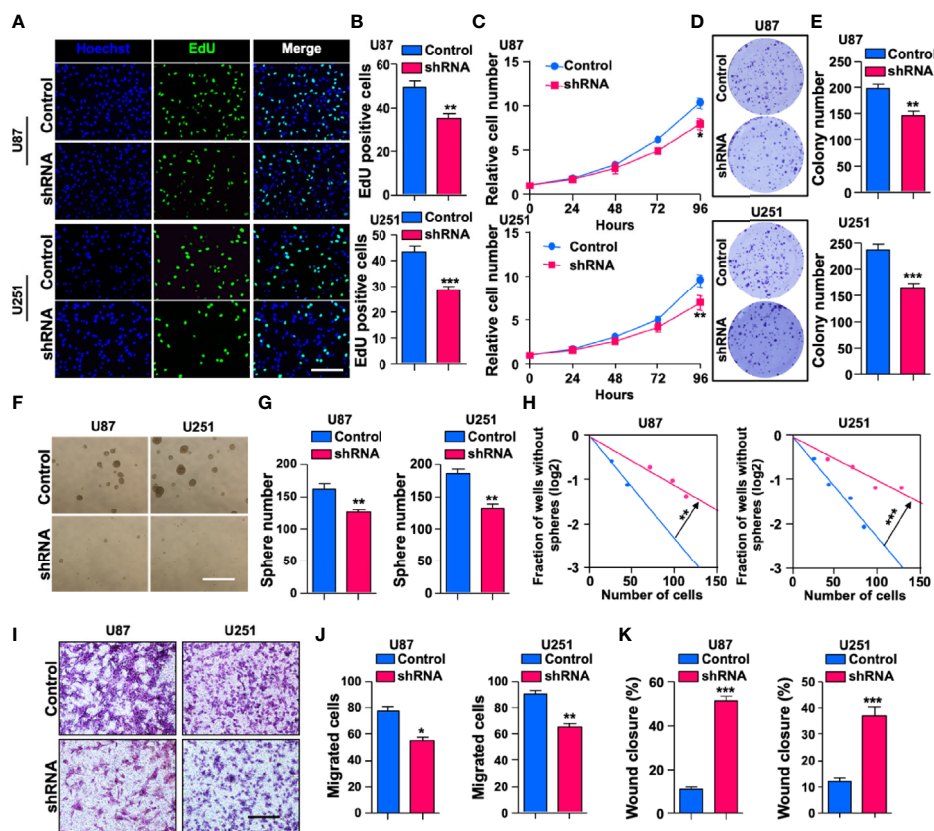 A
Hoechst EdU Merge
U87
Control
shRNA
U251
Control
shRNA
B
U87
Control
shRNA
EdU positive cells
60
40
20
0
**
U251
Control
shRNA
EdU positive cells
50
40
30
20
10
0
***
C
U87
Control
shRNA
Relative cell number
15
10
5
0
*
0 24 48 72 96
Hours
U251
Control
shRNA
Relative cell number
15
10
5
0
**
0 24 48 72 96
Hours
D
U87
Control
shRNA
U251
Control
shRNA
E
U87
Control
shRNA
Colony number
250
200
150
100
50
0
**
U251
Colony number
250
200
150
100
50
0
***
F
U87 U251
Control
shRNA
G
U87
Control
shRNA
Sphere number
200
150
100
50
0
**
U251
Control
shRNA
Sphere number
200
150
100
50
0
**
H
U87
Fraction of wells without
spheres (log2)
-0
-1
-2
-3
**
0 50 100 150
Number of cells
U251
Fraction of wells without
spheres (log2)
-0
-1
-2
-3
***
0 50 100 150
Number of cells
I
U87 U251
Control
shRNA
J
U87
Control
shRNA
Migrated cells
100
80
60
40
20
0
*
U251
Control
shRNA
Migrated cells
100
80
60
40
20
0
**
K
U87
Control
shRNA
Wound closure (%)
60
40
20
0
***
U251
Control
shRNA
Wound closure (%)
50
40
30
20
10
0
***